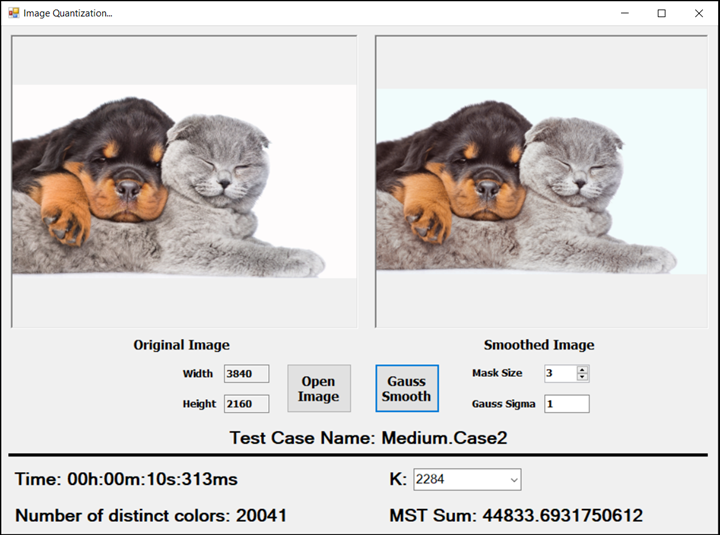 Image Quantization...
Original Image
Smoothed Image
Width 3840
Height 2160
Open Image
Gauss Smooth
Mask Size 3
Gauss Sigma 1
Test Case Name: Medium.Case2
Time: 00h:00m:10s:313ms
K: 2284
Number of distinct colors: 20041
MST Sum: 44833.6931750612